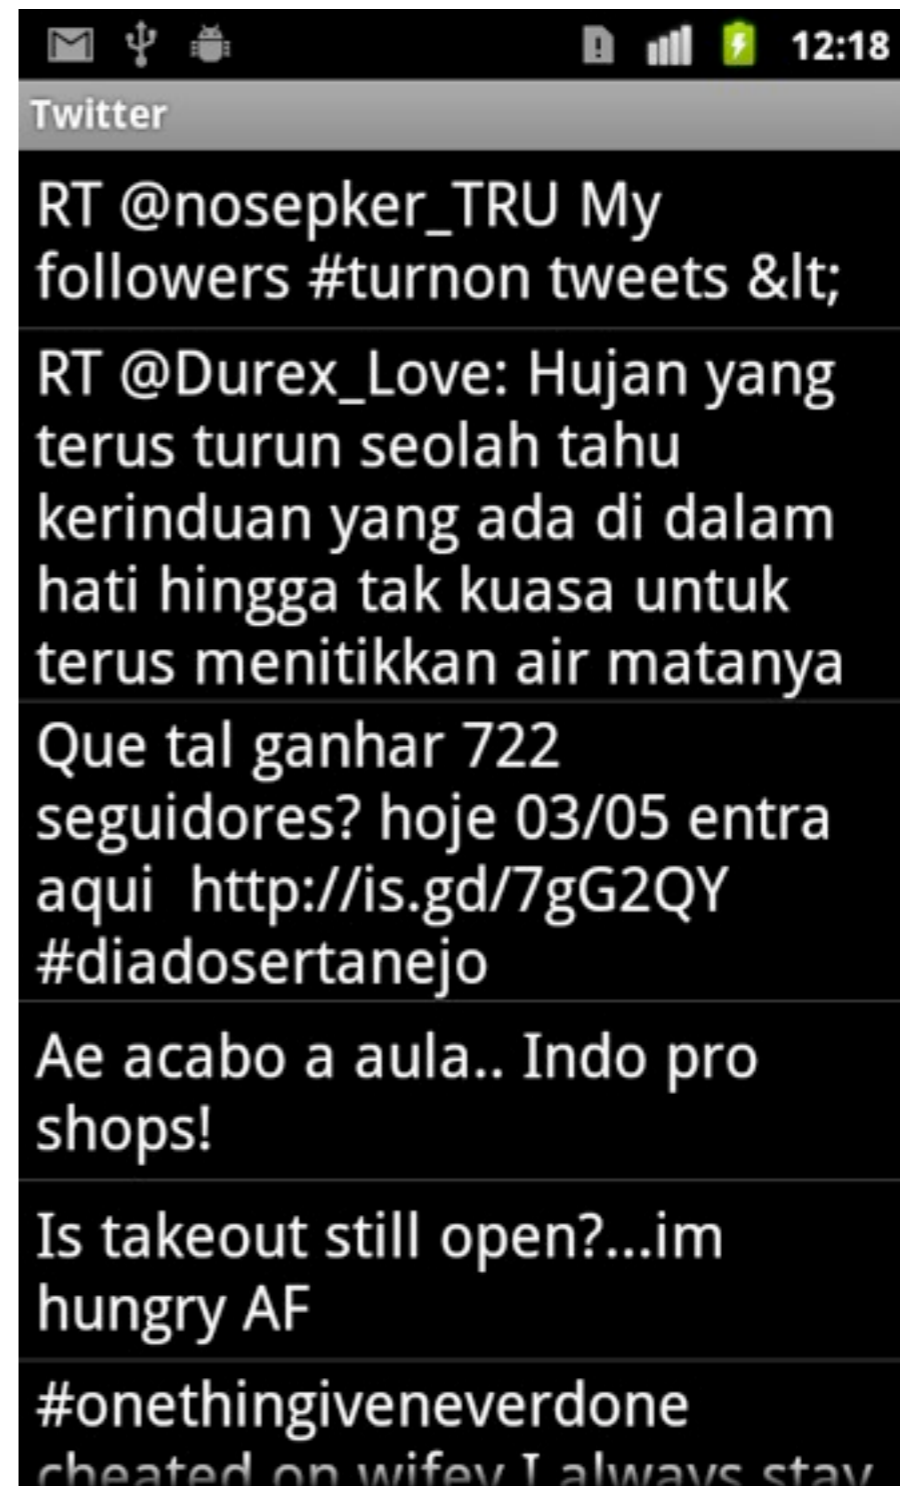 12:18
Twitter
RT @nosepker_TRU My
followers #turnon tweets &lt;
RT @Durex_Love: Hujan yang
terus turun seolah tahu
kerinduan yang ada di dalam
hati hingga tak kuasa untuk
terus menitikkan air matanya
Que tal ganhar 722
seguidores? hoje 03/05 entra
aqui  http://is.gd/7gG2QY
#diadosertanejo
Ae acabo a aula.. Indo pro
shops!
Is takeout still open?...im
hungry AF
#onethingiveneverdone
cheated on wifey I always stay